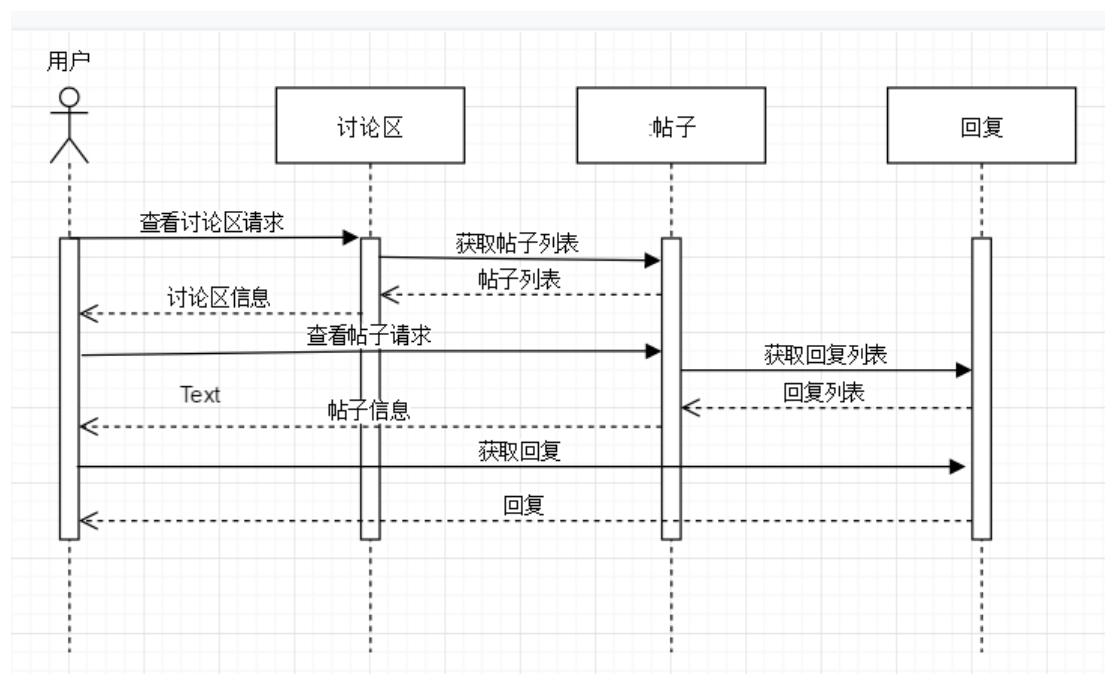 用户
讨论区
:帖子
回复
查看讨论区请求
获取帖子列表
帖子列表
讨论区信息
查看帖子请求
获取回复列表
回复列表
Text
帖子信息
获取回复
回复